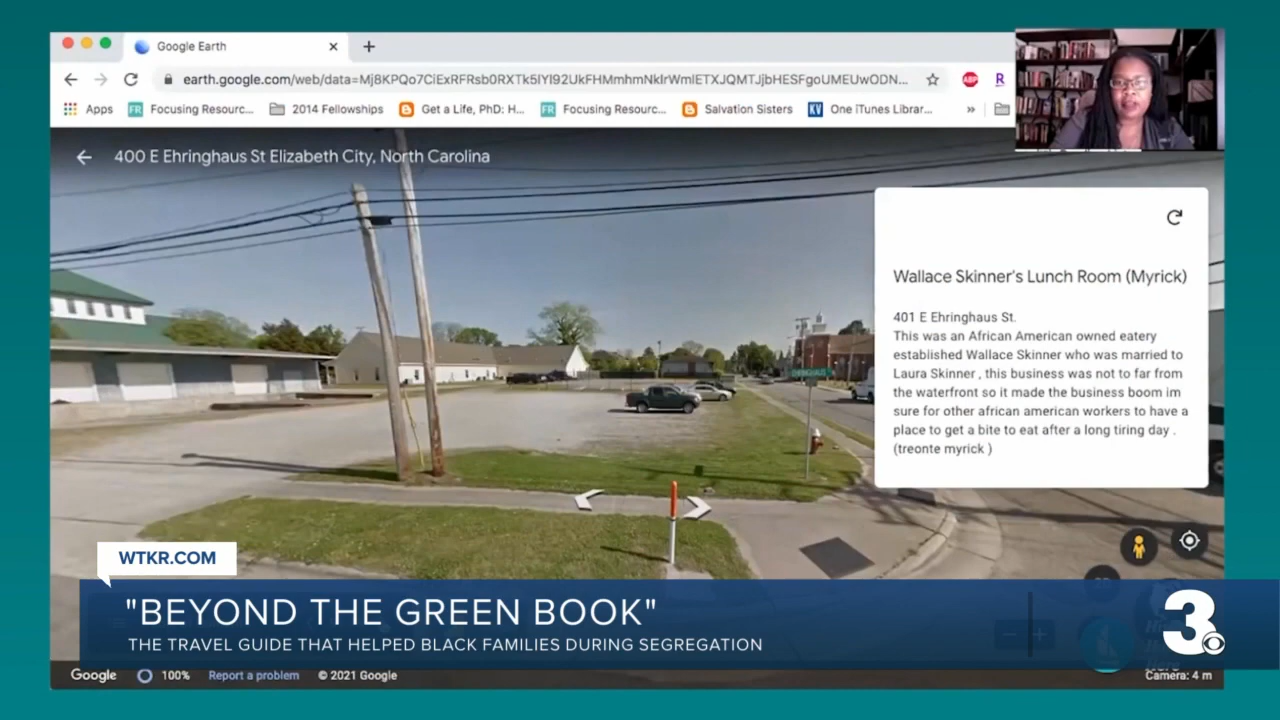 Google Earth
earth.google.com/web/data=Mj8KPQo7CiExRFRsb0RXTk5IYl92UkFHMmhmNklrWmlETXJQMTJjbHESFgoUMEUwODN...
ABP
R
Apps
FR Focusing Resourc...
2014 Fellowships
Get a Life, PhD: H...
FR Focusing Resourc...
Salvation Sisters
KV One iTunes Librar...
»
400 E Ehringhaus St Elizabeth City, North Carolina
Wallace Skinner's Lunch Room (Myrick)
401 E Ehringhaus St.
This was an African American owned eatery
established Wallace Skinner who was married to
Laura Skinner , this business was not to far from
the waterfront so it made the business boom im
sure for other african american workers to have a
place to get a bite to eat after a long tiring day .
(treonte myrick )
EHRINGHAUS
WTKR.COM
"BEYOND THE GREEN BOOK"
THE TRAVEL GUIDE THAT HELPED BLACK FAMILIES DURING SEGREGATION
3
Google
100%
Report a problem
© 2021 Google
Camera: 4 m